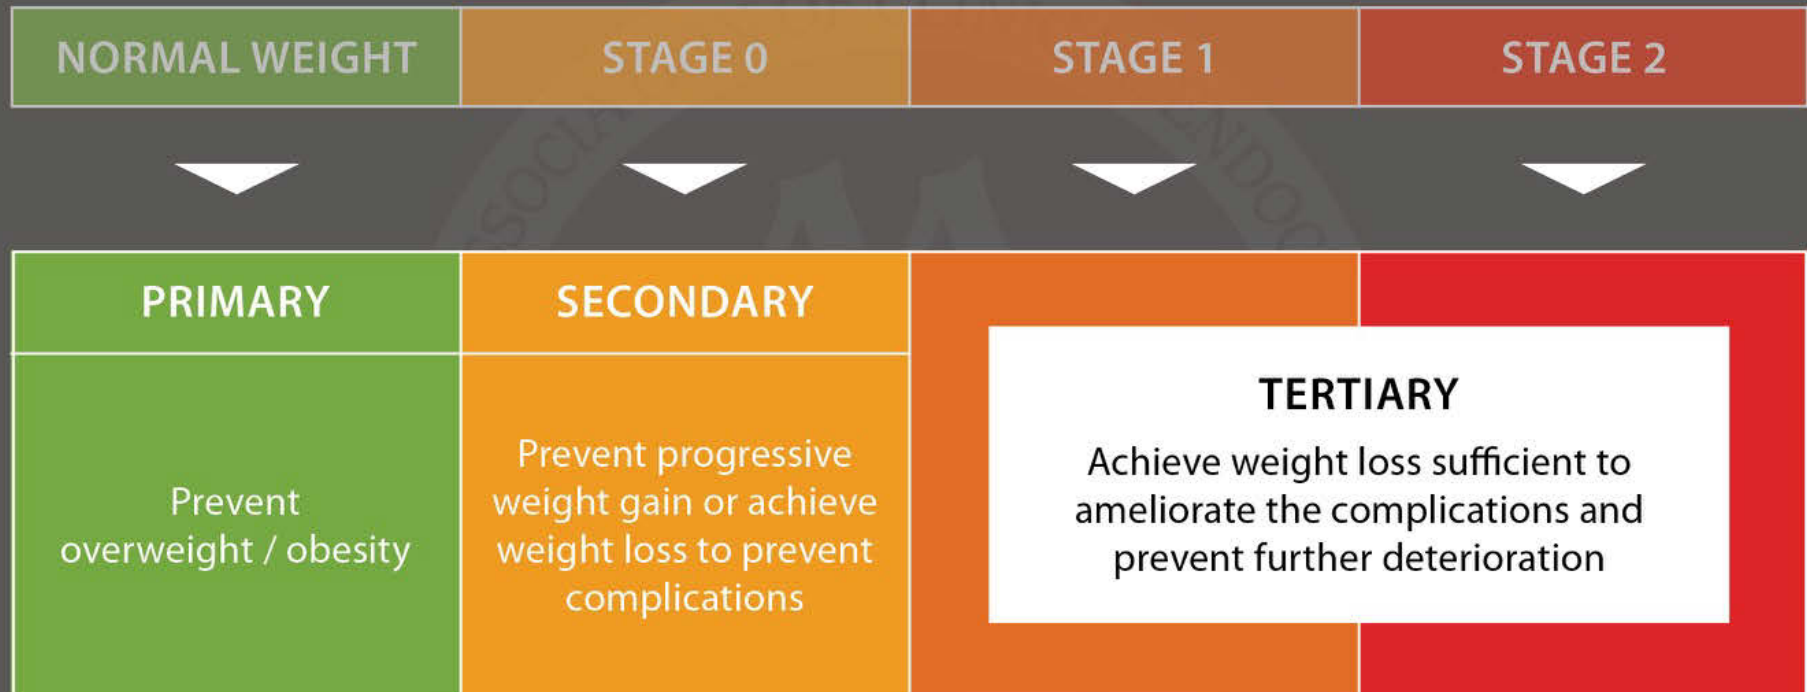 NORMAL WEIGHT
STAGE 0
STAGE 1
STAGE 2
PRIMARY
Prevent
overweight / obesity
SECONDARY
Prevent progressive
weight gain or achieve
weight loss to prevent
complications
TERTIARY
Achieve weight loss sufficient to
ameliorate the complications and
prevent further deterioration